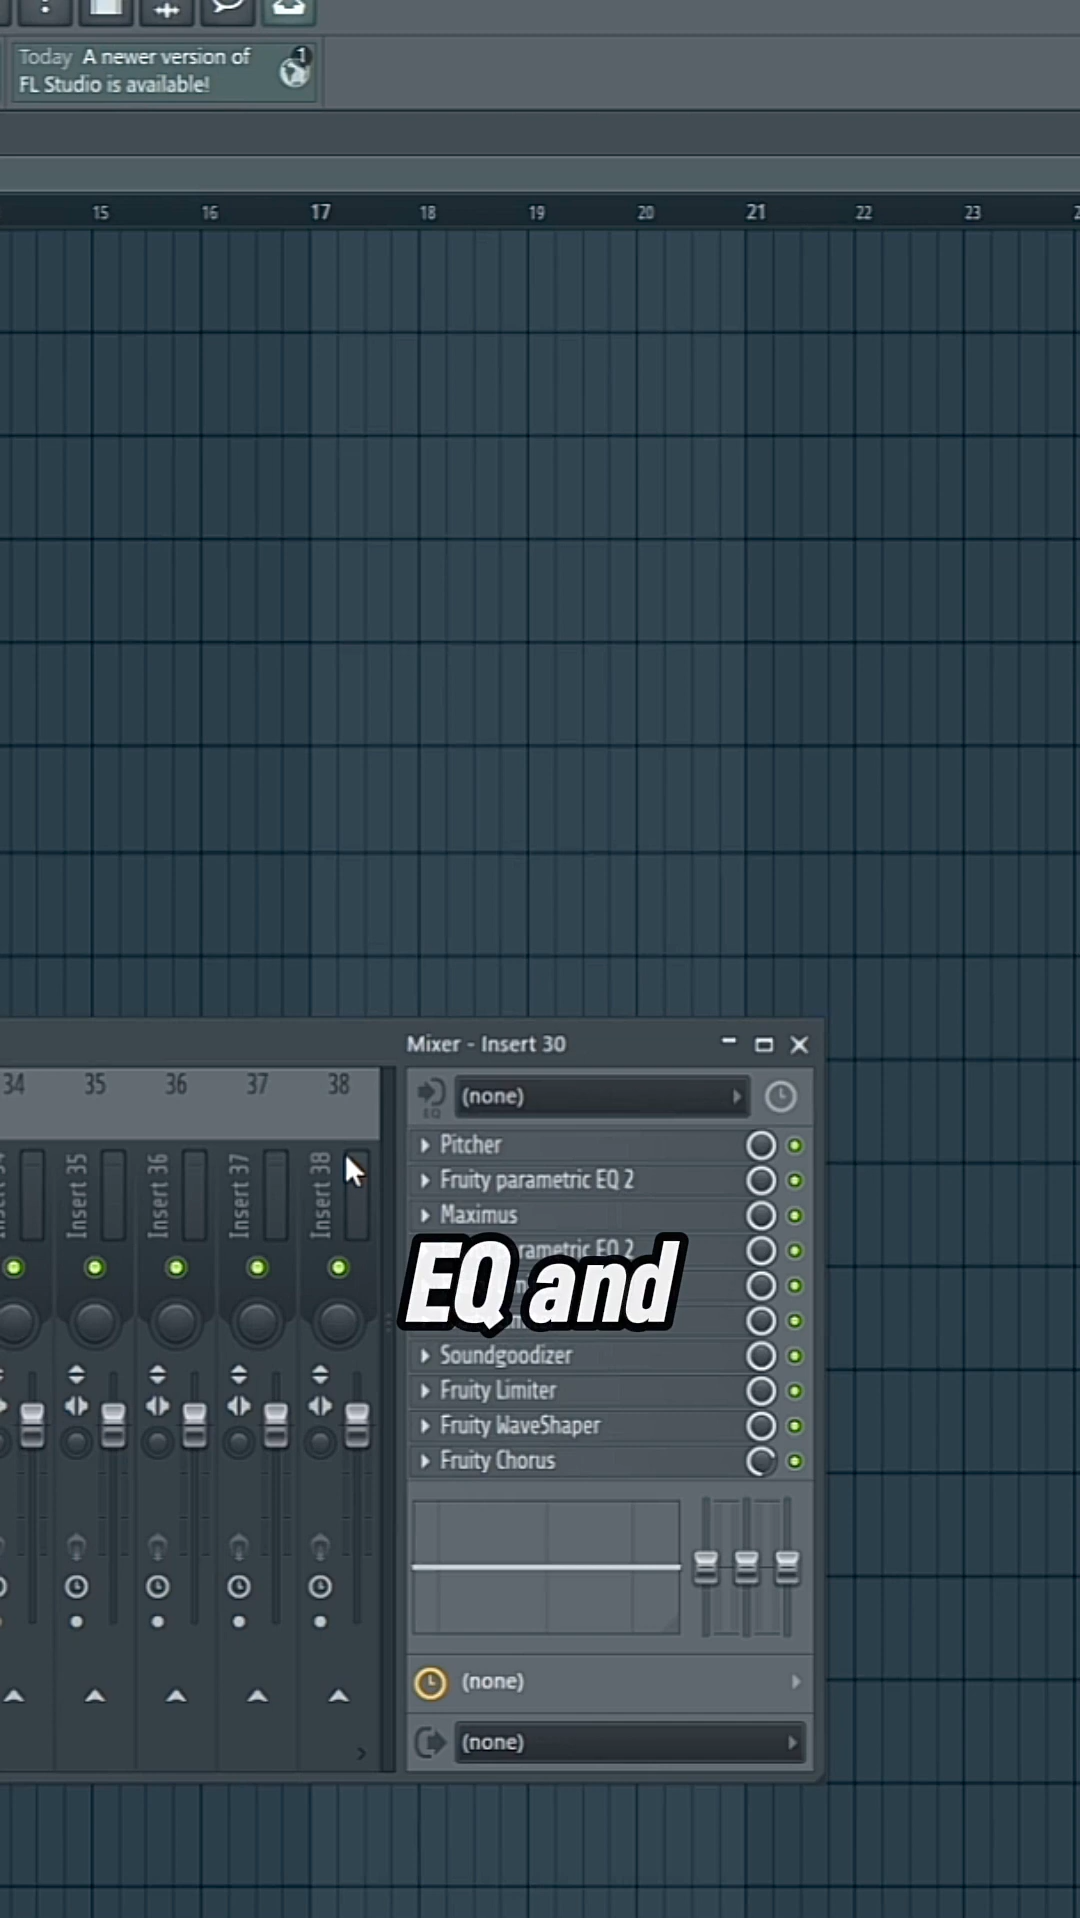 Today A newer version of
FL Studio is available!
1
15 16 17 18 19 20 21 22 23
Mixer - Insert 30
34 35 36 37 38
EQ
(none)
Insert 35
Insert 36
Insert 37
Insert 38
Pitcher
Fruity parametric EQ 2
Maximus
EQ 2
EQ and
Soundgoodizer
Fruity Limiter
Fruity WaveShaper
Fruity Chorus
(none)
(none)